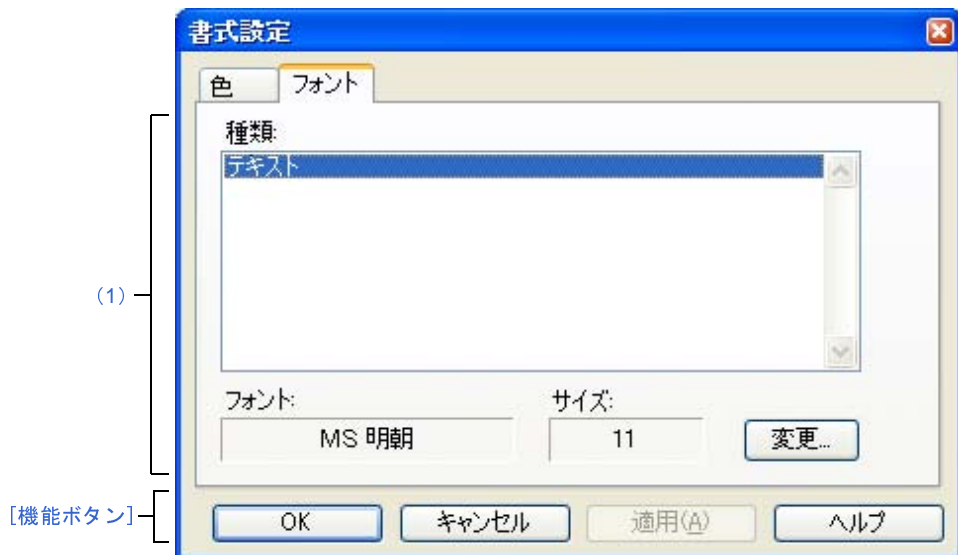 書式設定
色 フォント
種類:
テキスト
(1)
フォント: サイズ:
MS 明朝 11 変更...
[機能ボタン]
OK キャンセル 適用(A) ヘルプ